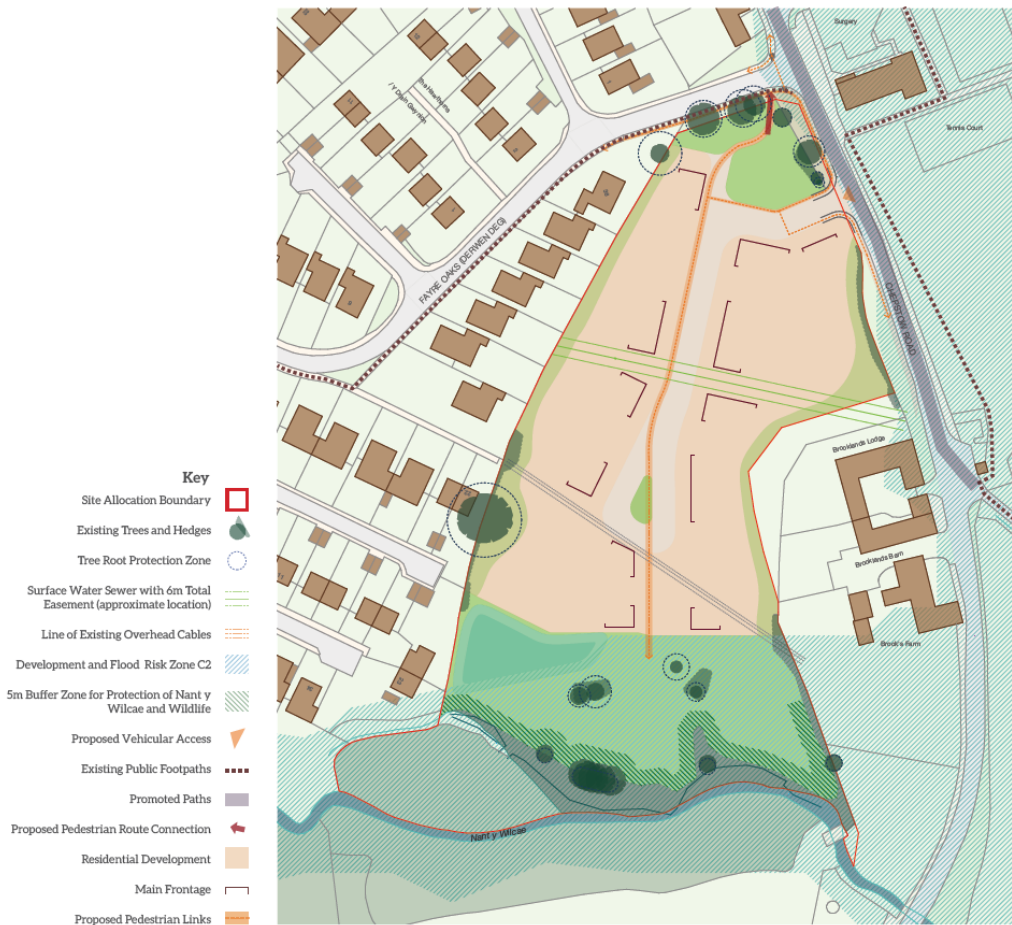 Key
Site Allocation Boundary
Existing Trees and Hedges
Tree Root Protection Zone
Surface Water Sewer with 6m Total
Easement (approximate location)
Line of Existing Overhead Cables
Development and Flood Risk Zone C2
5m Buffer Zone for Protection of Nant y
Wilcae and Wildlife
Proposed Vehicular Access
Existing Public Footpaths
Promoted Paths
Proposed Pedestrian Route Connection
Residential Development
Main Frontage
Proposed Pedestrian Links
Surgery
Tennis Court
The Hawthorns
FAYRE OAKS (DERWEN DEG)
CHEPSTOW ROAD
Brooklands Lodge
Brooklands Barn
Brook's Farm
Nant y Wilcae